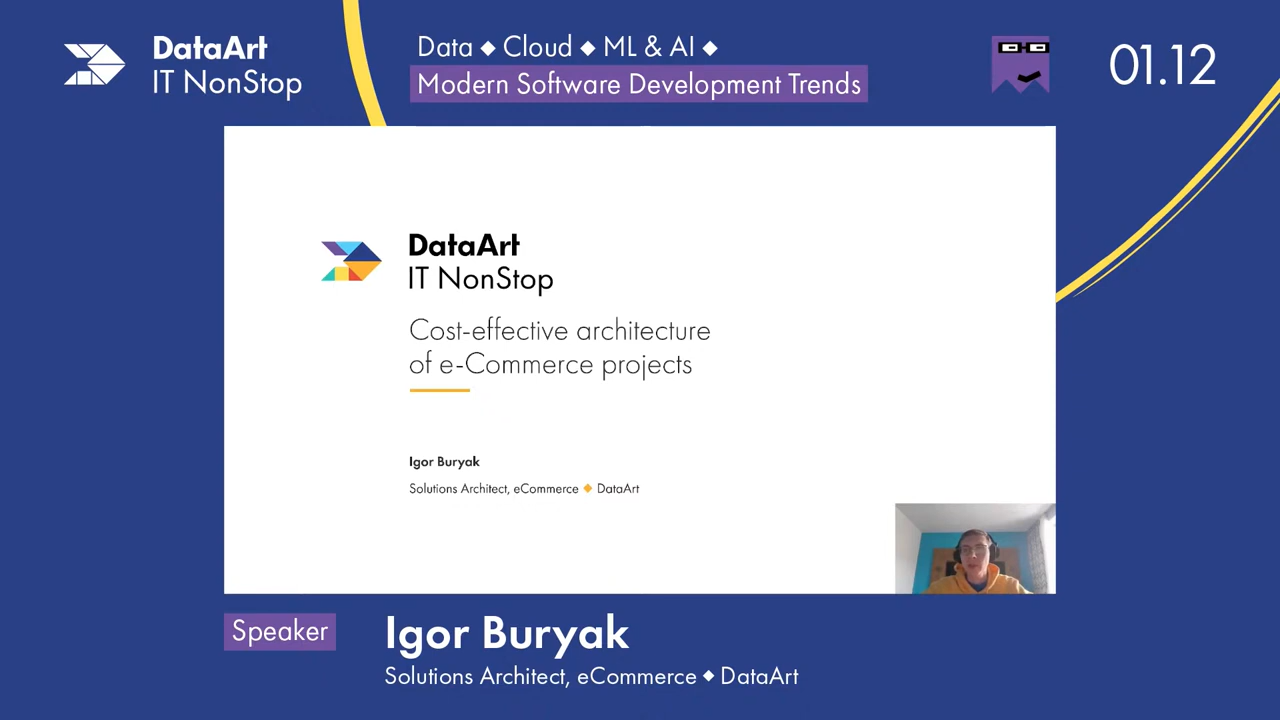 DataArt
IT NonStop
Data ◆ Cloud ◆ ML & AI ◆
Modern Software Development Trends
01.12
DataArt
IT NonStop
Cost-effective architecture
of e-Commerce projects
Igor Buryak
Solutions Architect, eCommerce ◆ DataArt
Speaker
Igor Buryak
Solutions Architect, eCommerce ◆ DataArt